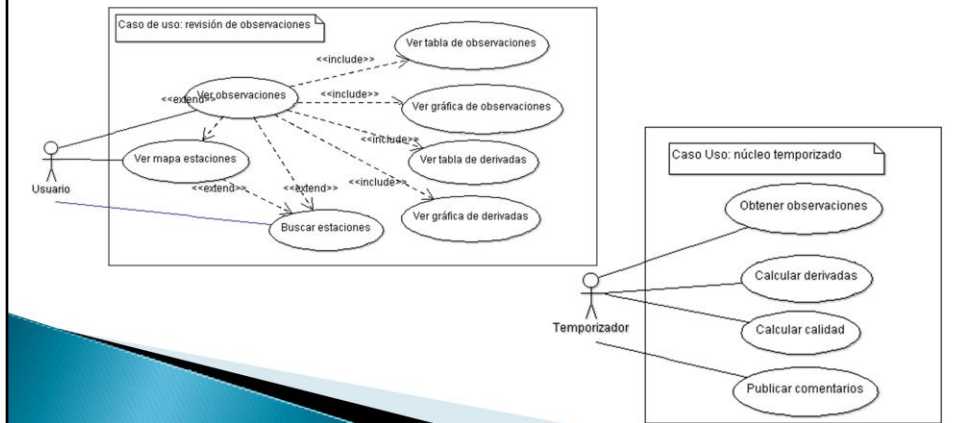 Caso de uso: revisión de observaciones
Ver tabla de observaciones
<<include>>
Ver observaciones
<<include>>
<<extend>>
Ver gráfica de observaciones
<<include>>
Ver mapa estaciones
Ver tabla de derivadas
Usuario
<<extend>>
<<extend>>
<<include>>
Ver gráfica de derivadas
Buscar estaciones
Caso Uso: núcleo temporizado
Obtener observaciones
Calcular derivadas
Temporizador
Calcular calidad
Publicar comentarios